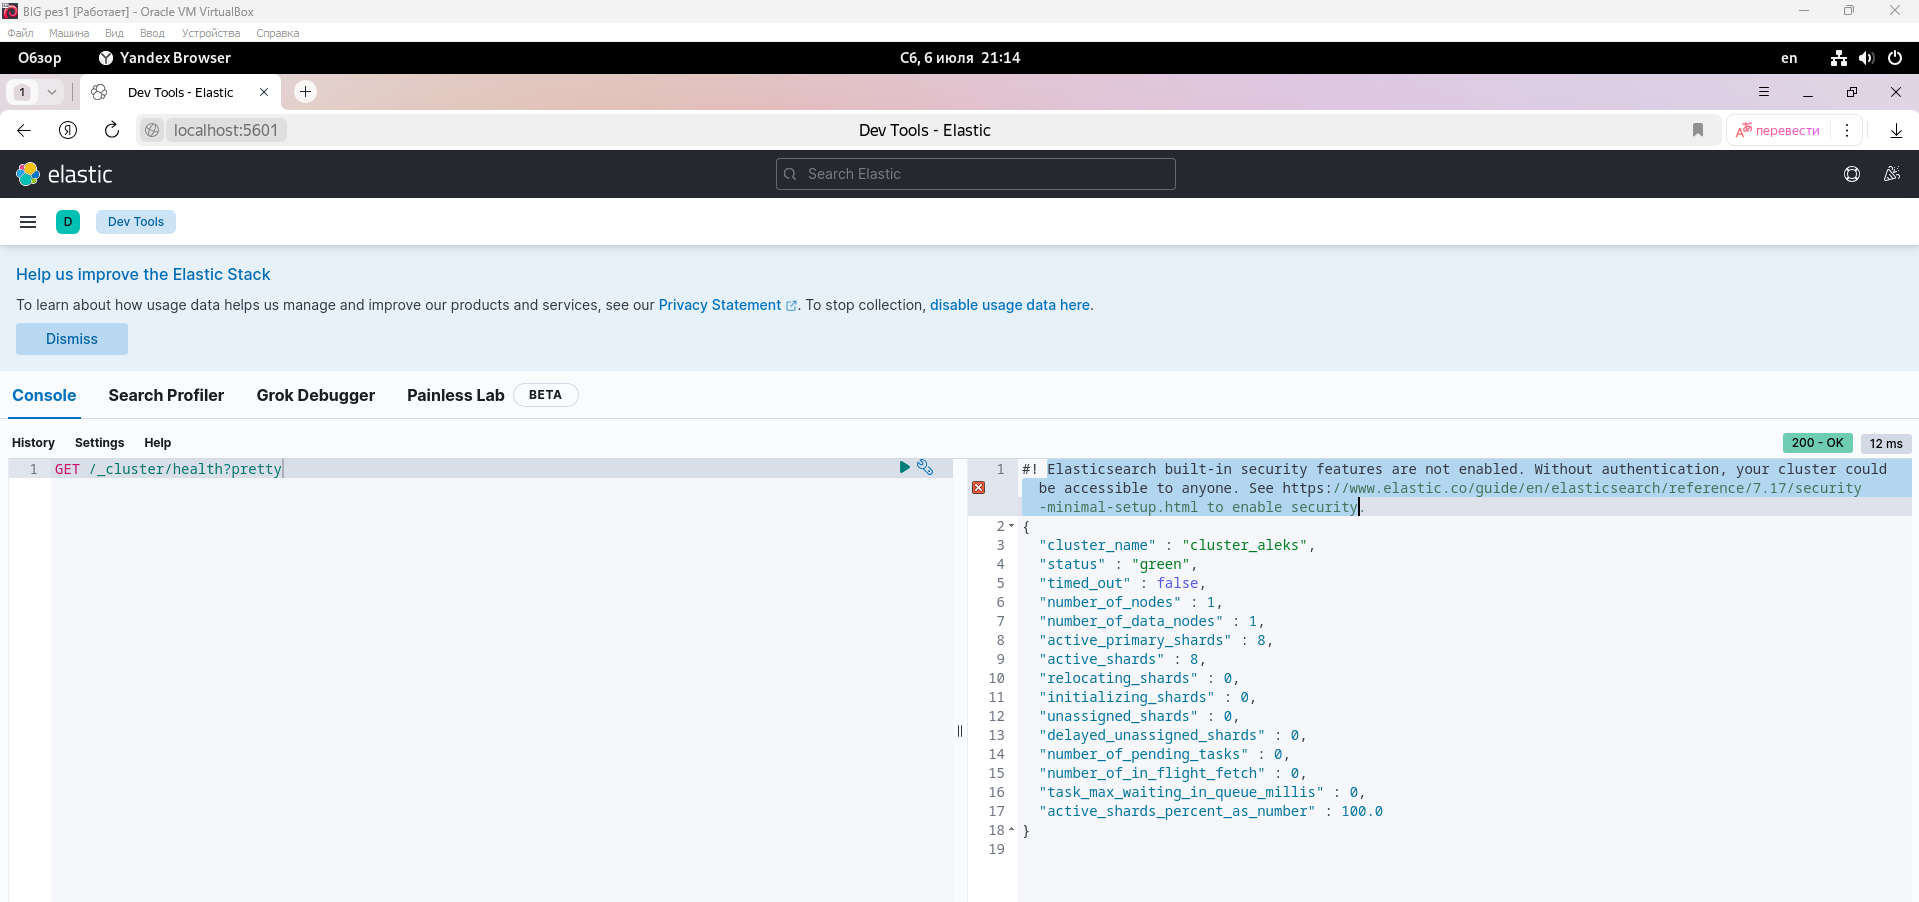 BIG рез1 [Работает] - Oracle VM VirtualBox
Файл Машина Вид Ввод Устройства Справка
Обзор Yandex Browser Сб, 6 июля 21:14 en
1 Dev Tools - Elastic
Я localhost:5601 Dev Tools - Elastic перевести
elastic Search Elastic
D Dev Tools
Help us improve the Elastic Stack
To learn about how usage data helps us manage and improve our products and services, see our Privacy Statement. To stop collection, disable usage data here.
Dismiss
Console Search Profiler Grok Debugger Painless Lab BETA
History Settings Help 200 - OK 12 ms
1 GET /_cluster/health?pretty
1 #! Elasticsearch built-in security features are not enabled. Without authentication, your cluster could
be accessible to anyone. See https://www.elastic.co/guide/en/elasticsearch/reference/7.17/security
-minimal-setup.html to enable security.
2 {
3 "cluster_name" : "cluster_aleks",
4 "status" : "green",
5 "timed_out" : false,
6 "number_of_nodes" : 1,
7 "number_of_data_nodes" : 1,
8 "active_primary_shards" : 8,
9 "active_shards" : 8,
10 "relocating_shards" : 0,
11 "initializing_shards" : 0,
12 "unassigned_shards" : 0,
13 "delayed_unassigned_shards" : 0,
14 "number_of_pending_tasks" : 0,
15 "number_of_in_flight_fetch" : 0,
16 "task_max_waiting_in_queue_millis" : 0,
17 "active_shards_percent_as_number" : 100.0
18 }
19